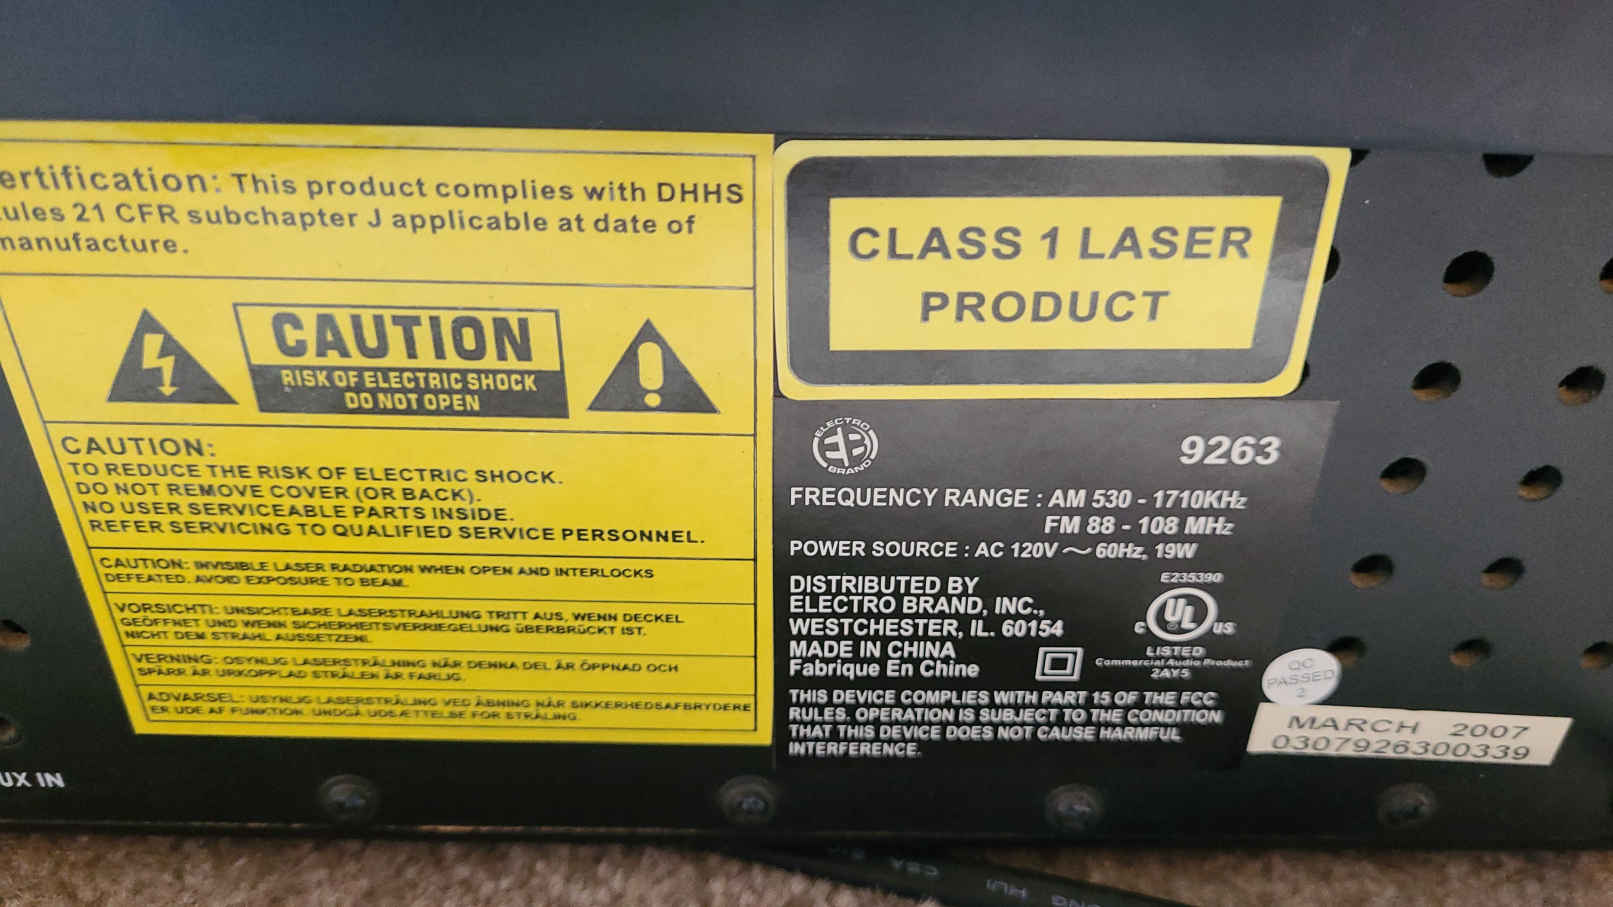 ertification: This product complies with DHHS
ules 21 CFR subchapter J applicable at date of
manufacture.
CAUTION
RISK OF ELECTRIC SHOCK
DO NOT OPEN
CAUTION:
TO REDUCE THE RISK OF ELECTRIC SHOCK.
DO NOT REMOVE COVER (OR BACK).
NO USER SERVICEABLE PARTS INSIDE.
REFER SERVICING TO QUALIFIED SERVICE PERSONNEL.
CAUTION: INVISIBLE LASER RADIATION WHEN OPEN AND INTERLOCKS
DEFEATED. AVOID EXPOSURE TO BEAM.
VORSICHT!: UNSICHTBARE LASERSTRAHLUNG TRITT AUS, WENN DECKEL
GEÖFFNET UND WENN SICHERHEITSVERRIEGELUNG üBERBRüCKT IST.
NICHT DEM STRAHL AUSSETZEN!.
VERNING: OSYNLIG LASERSTRÅLNING NÄR DENNA DEL ÄR ÖPPNAD OCH
SPÄRR ÄR URKOPPLAD STRÅLEN ÄR FARLIG.
ADVARSEL: USYNLIG LASERSTRÅLING VED ÅBNING NÅR SIKKERHEDSAFBRYDERE
ER UDE AF FUNKTION. UNDGÅ UDSÆTTELSE FOR STRÅLING.
UX IN
CLASS 1 LASER
PRODUCT
ELECTRO
BRAND
9263
FREQUENCY RANGE : AM 530 - 1710KHz
FM 88 - 108 MHz
POWER SOURCE : AC 120V ~ 60Hz, 19W
DISTRIBUTED BY
ELECTRO BRAND, INC.,
WESTCHESTER, IL. 60154
MADE IN CHINA
Fabrique En Chine
E235390
C UL US
LISTED
Commercial Audio Product
2AY5
THIS DEVICE COMPLIES WITH PART 15 OF THE FCC
RULES. OPERATION IS SUBJECT TO THE CONDITION
THAT THIS DEVICE DOES NOT CAUSE HARMFUL
INTERFERENCE.
QC
PASSED
2
MARCH 2007
0307926300339